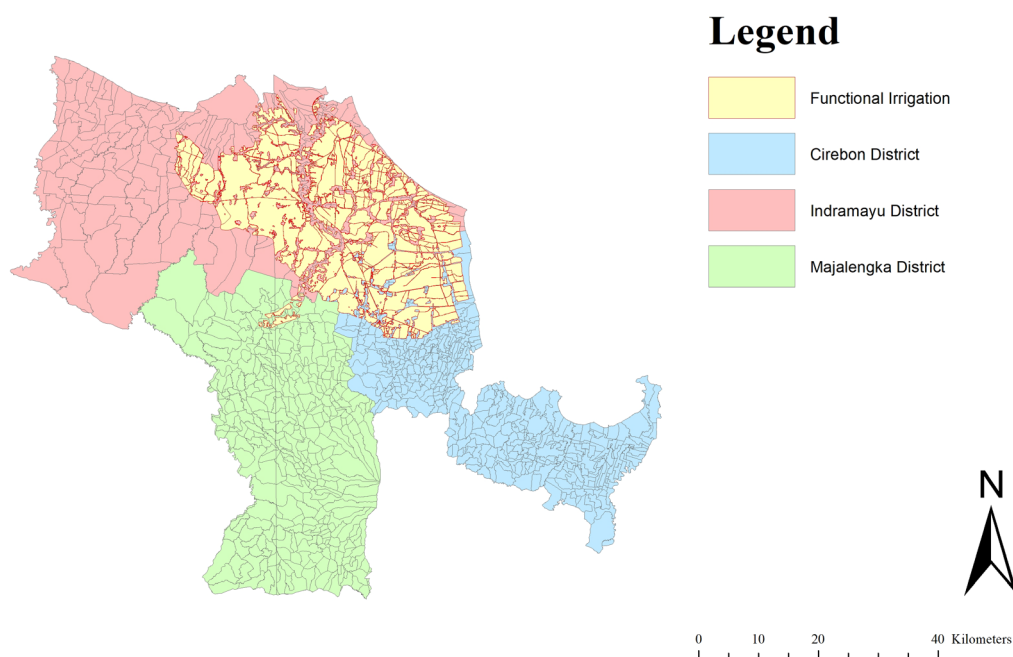 Legend
Functional Irrigation
Cirebon District
Indramayu District
Majalengka District
N
0 10 20 40 Kilometers